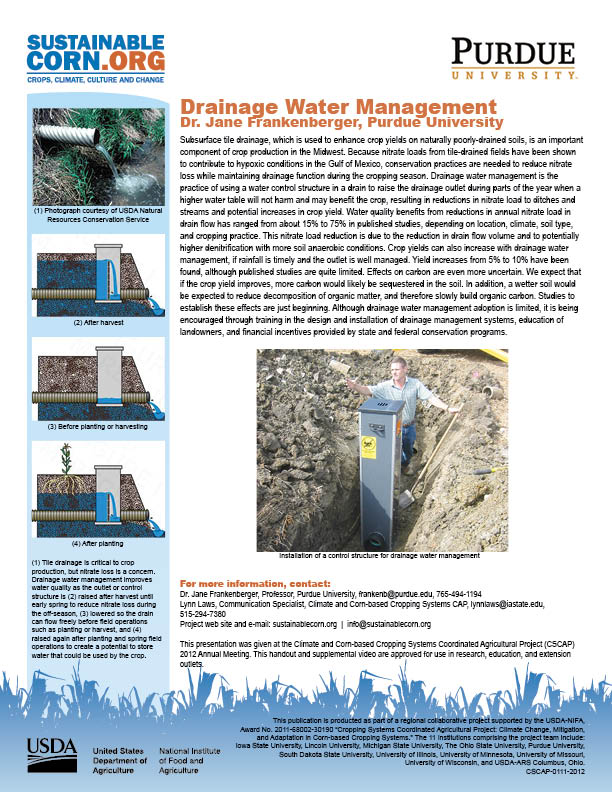 SUSTAINABLE
CORN.ORG
CROPS, CLIMATE, CULTURE AND CHANGE
PURDUE
UNIVERSITY
Drainage Water Management
Dr. Jane Frankenberger, Purdue University
Subsurface tile drainage, which is used to enhance crop yields on naturally poorly-drained soils, is an important
component of crop production in the Midwest. Because nitrate loads from tile-drained fields have been shown
to contribute to hypoxic conditions in the Gulf of Mexico, conservation practices are needed to reduce nitrate
loss while maintaining drainage function during the cropping season. Drainage water management is the
practice of using a water control structure in a drain to raise the drainage outlet during parts of the year when a
higher water table will not harm and may benefit the crop, resulting in reductions in nitrate load to ditches and
streams and potential increases in crop yield. Water quality benefits from reductions in annual nitrate load in
drain flow has ranged from about 15% to 75% in published studies, depending on location, climate, soil type,
and cropping practice. This nitrate load reduction is due to the reduction in drain flow volume and to potentially
higher denitrification with more soil anaerobic conditions. Crop yields can also increase with drainage water
management, if rainfall is timely and the outlet is well managed. Yield increases from 5% to 10% have been
found, although published studies are quite limited. Effects on carbon are even more uncertain. We expect that
if the crop yield improves, more carbon would likely be sequestered in the soil. In addition, a wetter soil would
be expected to reduce decomposition of organic matter, and therefore slowly build organic carbon. Studies to
establish these effects are just beginning. Although drainage water management adoption is limited, it is being
encouraged through training in the design and installation of drainage management systems, education of
landowners, and financial incentives provided by state and federal conservation programs.
(1) Photograph courtesy of USDA Natural
Resources Conservation Service
(2) After harvest
(3) Before planting or harvesting
(4) After planting
(1) Tile drainage is critical to crop
production, but nitrate loss is a concern.
Drainage water management improves
water quality as the outlet or control
structure is (2) raised after harvest until
early spring to reduce nitrate loss during
the off-season, (3) lowered so the drain
can flow freely before field operations
such as planting or harvest, and (4)
raised again after planting and spring field
operations to create a potential to store
water that could be used by the crop.
Installation of a control structure for drainage water management
For more information, contact:
Dr. Jane Frankenberger, Professor, Purdue University, frankenb@purdue.edu, 765-494-1194
Lynn Laws, Communication Specialist, Climate and Corn-based Cropping Systems CAP, lynnlaws@iastate.edu,
515-294-7380
Project web site and e-mail: sustainablecorn.org | info@sustainablecorn.org
This presentation was given at the Climate and Corn-based Cropping Systems Coordinated Agricultural Project (CSCAP)
2012 Annual Meeting. This handout and supplemental video are approved for use in research, education, and extension
outlets.
This publication is producted as part of a regional collaborative project supported by the USDA-NIFA,
Award No. 2011-68002-30190 "Cropping Systems Coordinated Agricultural Project: Climate Change, Mitigation,
and Adaptation in Corn-based Cropping Systems." The 11 institutions comprising the project team include:
Iowa State University, Lincoln University, Michigan State University, The Ohio State University, Purdue University,
South Dakota State University, University of Illinois, University of Minnesota, University of Missouri,
University of Wisconsin, and USDA-ARS Columbus, Ohio.
CSCAP-0111-2012
USDA
United States
Department of
Agriculture
National Institute
of Food and
Agriculture